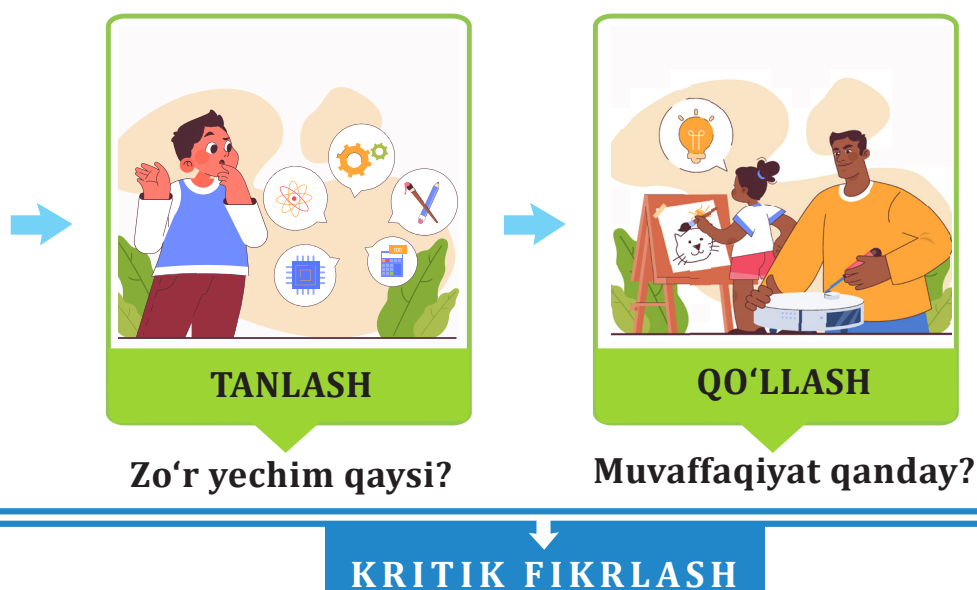 TANLASH
Zo‘r yechim qaysi?
QO‘LLASH
Muvaffaqiyat qanday?
KRITIK FIKRLASH